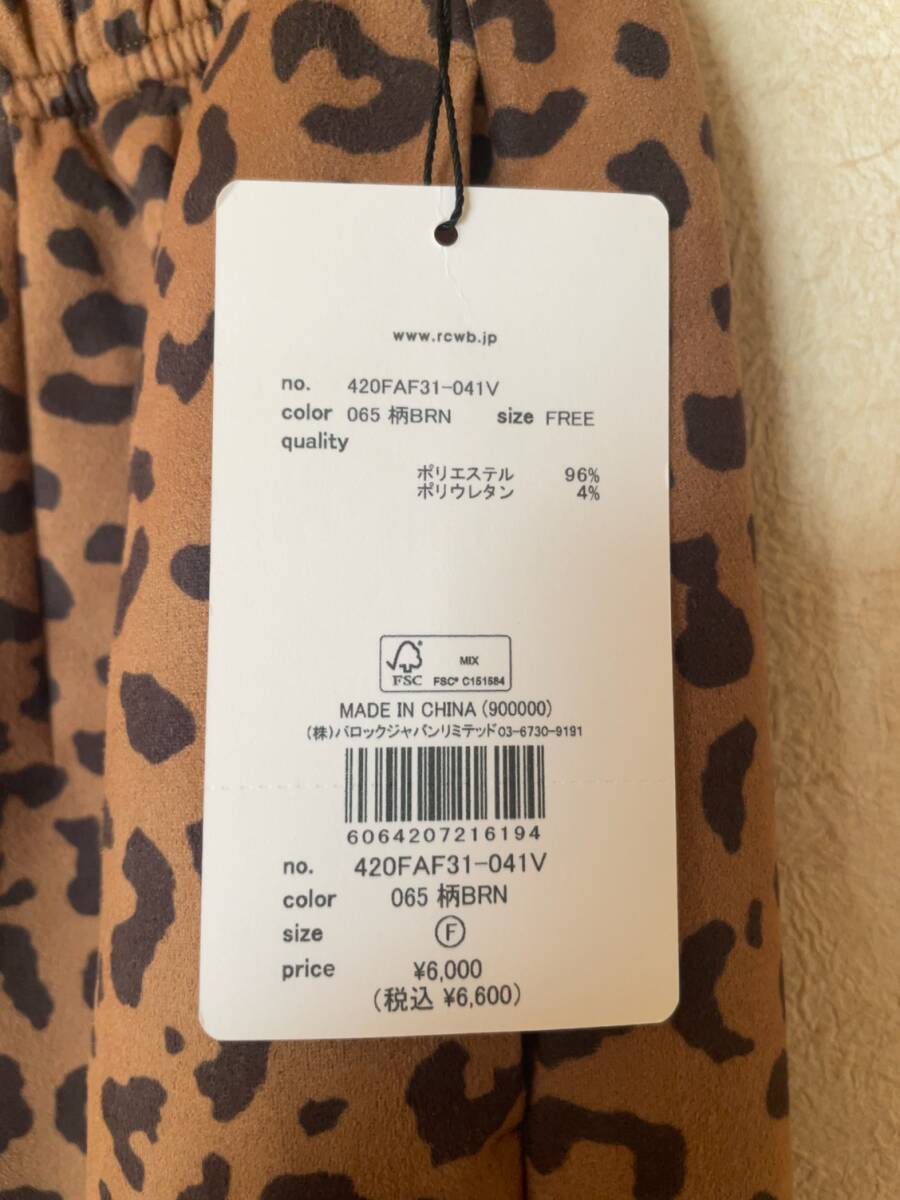 www.rcwb.jp
no. 420FAF31-041V
color 065 柄BRN size FREE
quality
ポリエステル 96%
ポリウレタン 4%
FSC MIX
FSC® C151584
MADE IN CHINA (900000)
(株)バロックジャパンリミテッド03-6730-9191
6064207216194
no. 420FAF31-041V
color 065 柄BRN
size F
price ¥6,000
(税込 ¥6,600)